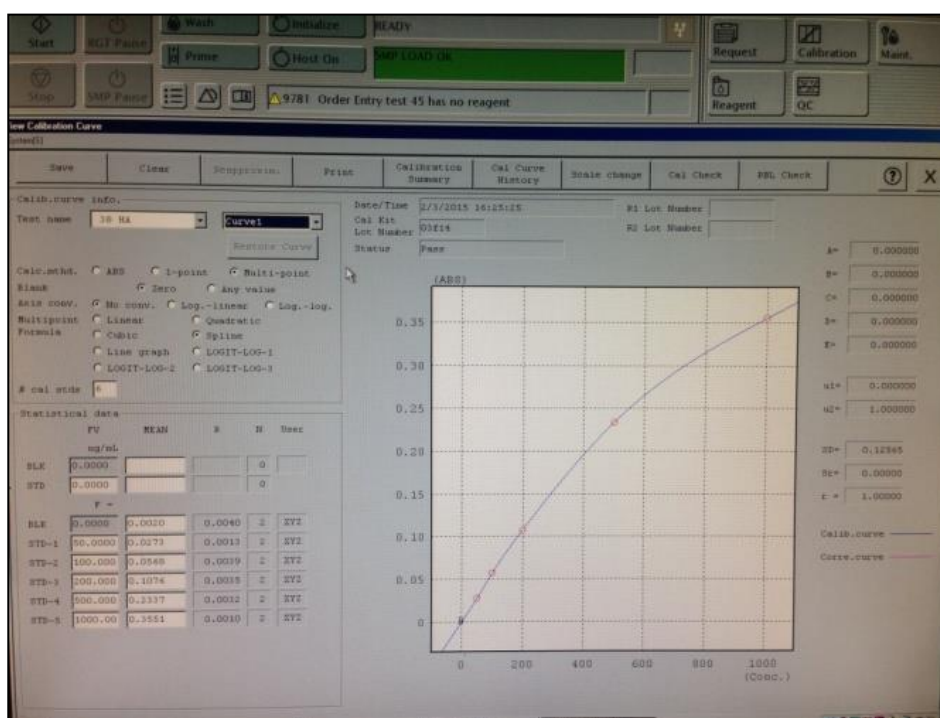 Start
RGT Pause
Wash
Initialize
READY
Request
Calibration
Maint.
Prime
Host On
SMP LOAD OK
Stop
SMP Pause
9781 Order Entry test 45 has no reagent
Reagent
QC
View Calibration Curve
Save Clear Print Calibration Summary Cal Curve History Scale change Cal Check RBL Check ? X
Calib.curve info.
Test name 38 HA Curve1
Restore Curve
Date/Time 2/3/2015 16:25:25 R1 Lot Number
Cal Kit Lot Number 03f14 R2 Lot Number
Status Pass
Calc.mthd. ABS 1-point Multi-point
Blank Zero Any value
Axis conv. No conv. Log.-linear Log.-log.
Multipoint Formula Linear Quadratic
Cubic Spline
Line graph LOGIT-LOG-1
LOGIT-LOG-2 LOGIT-LOG-3
# cal stds 6
Statistical data
FV MEAN R N User
ug/mL
BLK 0.0000 0
STD 0.0000 0
F =
BLK 0.0000 0.0020 0.0040 2 XYZ
STD-1 50.0000 0.0273 0.0013 2 XYZ
STD-2 100.000 0.0568 0.0039 2 XYZ
STD-3 200.000 0.1076 0.0035 2 XYZ
STD-4 500.000 0.2337 0.0012 2 XYZ
STD-5 1000.00 0.3551 0.0010 2 XYZ
(ABS)
0.35
0.30
0.25
0.20
0.15
0.10
0.05
0
0 200 400 600 800 1000
(Conc.)
A= 0.000000
B= 0.000000
C= 0.000000
D= 0.000000
E= 0.000000
u1= 0.000000
u2= 1.000000
SD= 0.12565
0.00000
r = 1.00000
Calib.curve
Corre.curve